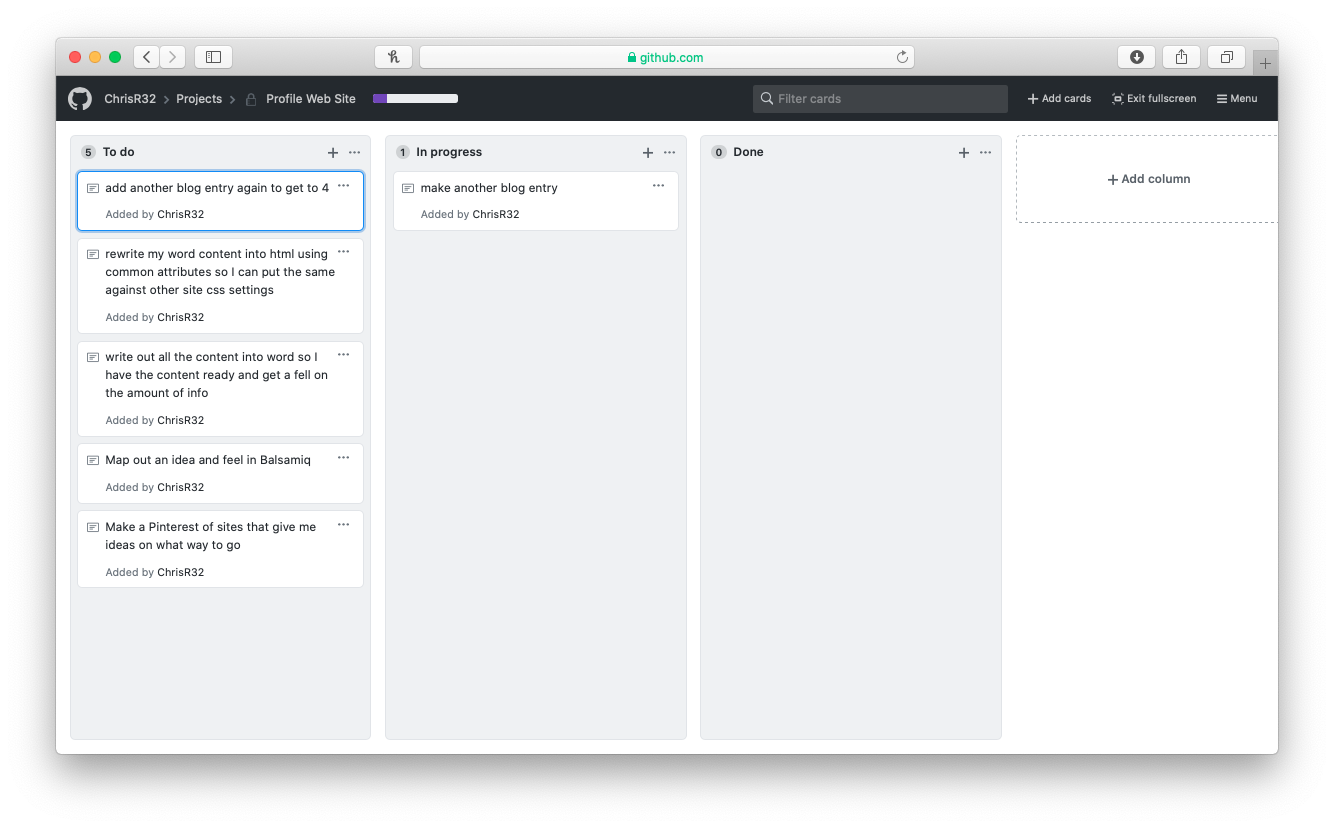 github.com
ChrisR32 Projects Profile Web Site Filter cards Add cards Exit fullscreen Menu
5 To do
add another blog entry again to get to 4
Added by ChrisR32
rewrite my word content into html using
common attributes so I can put the same
against other site css settings
Added by ChrisR32
write out all the content into word so I
have the content ready and get a fell on
the amount of info
Added by ChrisR32
Map out an idea and feel in Balsamiq
Added by ChrisR32
Make a Pinterest of sites that give me
ideas on what way to go
Added by ChrisR32
1 In progress
make another blog entry
Added by ChrisR32
0 Done
Add column